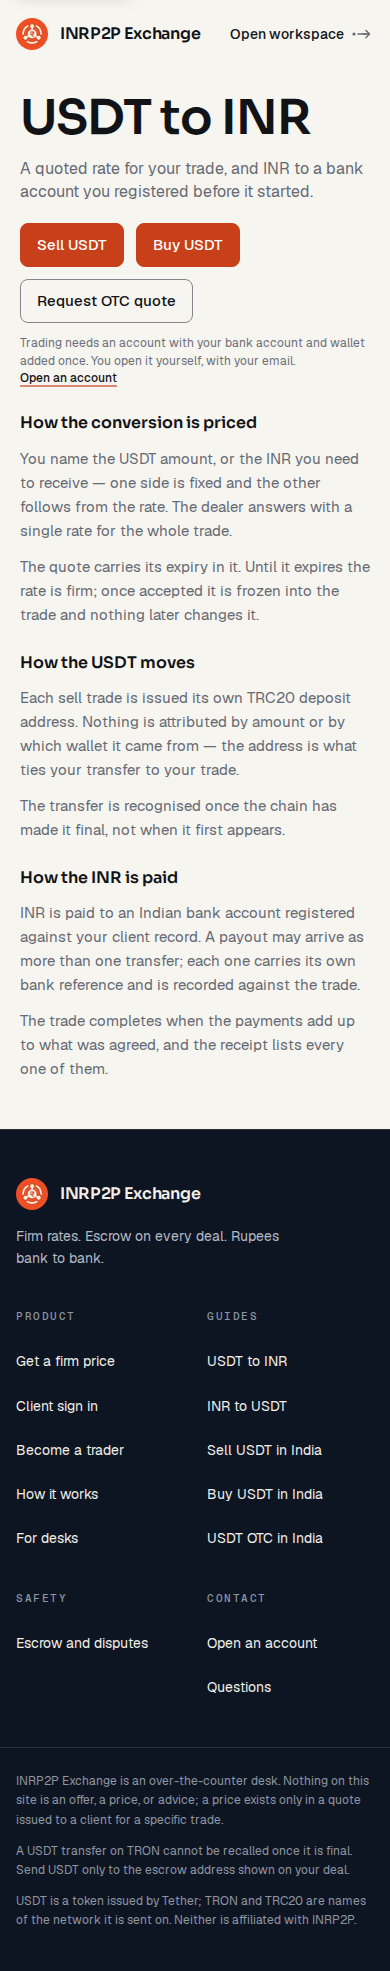 INRP2P Exchange
Open workspace
USDT to INR
A quoted rate for your trade, and INR to a bank
account you registered before it started.
Sell USDT
Buy USDT
Request OTC quote
Trading needs an account with your bank account and wallet
added once. You open it yourself, with your email.
Open an account
How the conversion is priced
You name the USDT amount, or the INR you need
to receive — one side is fixed and the other
follows from the rate. The dealer answers with a
single rate for the whole trade.
The quote carries its expiry in it. Until it expires the
rate is firm; once accepted it is frozen into the
trade and nothing later changes it.
How the USDT moves
Each sell trade is issued its own TRC20 deposit
address. Nothing is attributed by amount or by
which wallet it came from — the address is what
ties your transfer to your trade.
The transfer is recognised once the chain has
made it final, not when it first appears.
How the INR is paid
INR is paid to an Indian bank account registered
against your client record. A payout may arrive as
more than one transfer; each one carries its own
bank reference and is recorded against the trade.
The trade completes when the payments add up
to what was agreed, and the receipt lists every
one of them.
INRP2P Exchange
Firm rates. Escrow on every deal. Rupees
bank to bank.
PRODUCT
Get a firm price
Client sign in
Become a trader
How it works
For desks
GUIDES
USDT to INR
INR to USDT
Sell USDT in India
Buy USDT in India
USDT OTC in India
SAFETY
Escrow and disputes
CONTACT
Open an account
Questions
INRP2P Exchange is an over-the-counter desk. Nothing on this
site is an offer, a price, or advice; a price exists only in a quote
issued to a client for a specific trade.
A USDT transfer on TRON cannot be recalled once it is final.
Send USDT only to the escrow address shown on your deal.
USDT is a token issued by Tether; TRON and TRC20 are names
of the network it is sent on. Neither is affiliated with INRP2P.